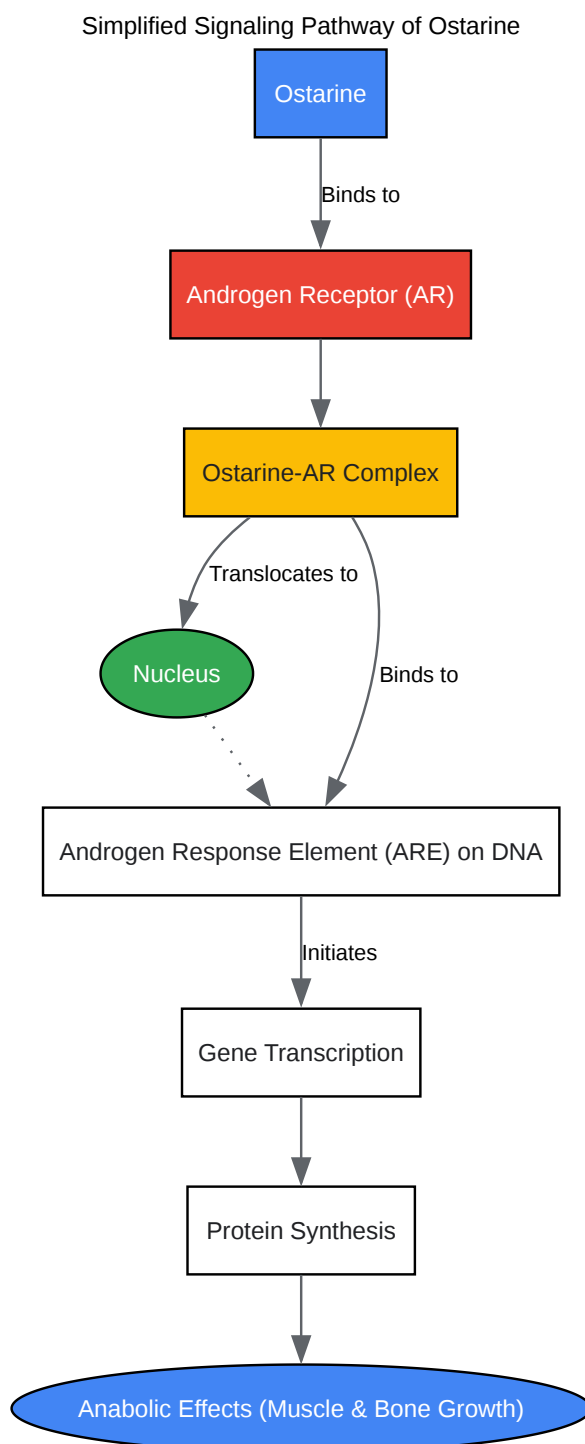 Simplified Signaling Pathway of Ostarine
Ostarine
Binds to
Androgen Receptor (AR)
Ostarine-AR Complex
Translocates to
Nucleus
Binds to
Androgen Response Element (ARE) on DNA
Initiates
Gene Transcription
Protein Synthesis
Anabolic Effects (Muscle & Bone Growth)